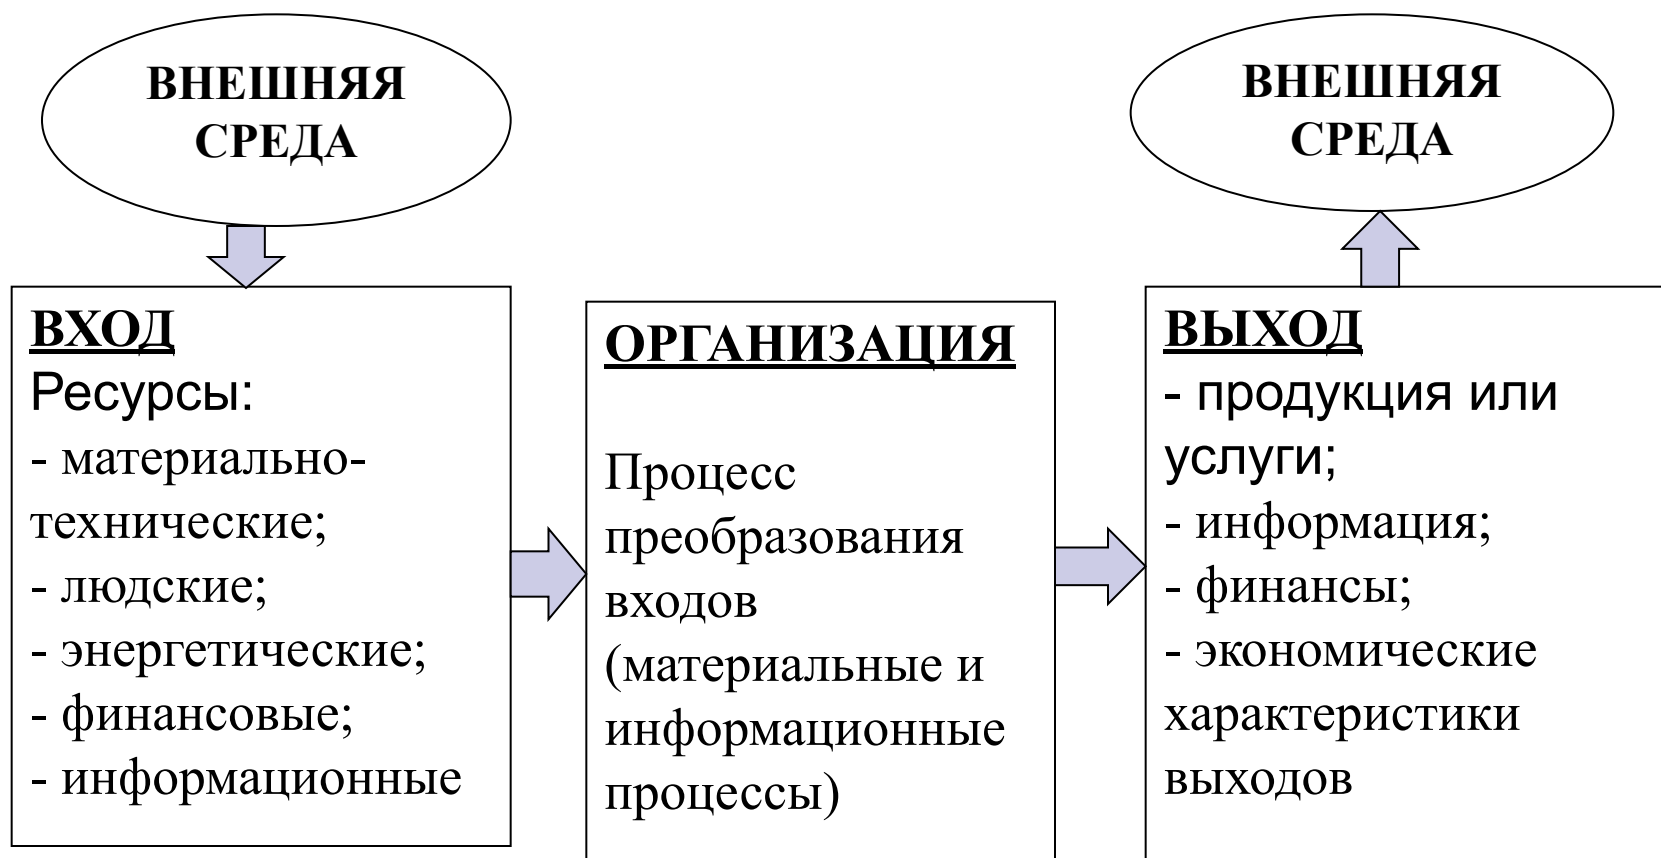 ВНЕШНЯЯ
СРЕДА
ВНЕШНЯЯ
СРЕДА
ВХОД
Ресурсы:
- материально-
технические;
- людские;
- энергетические;
- финансовые;
- информационные
ОРГАНИЗАЦИЯ
Процесс
преобразования
входов
(материальные и
информационные
процессы)
ВЫХОД
- продукция или
услуги;
- информация;
- финансы;
- экономические
характеристики
выходов